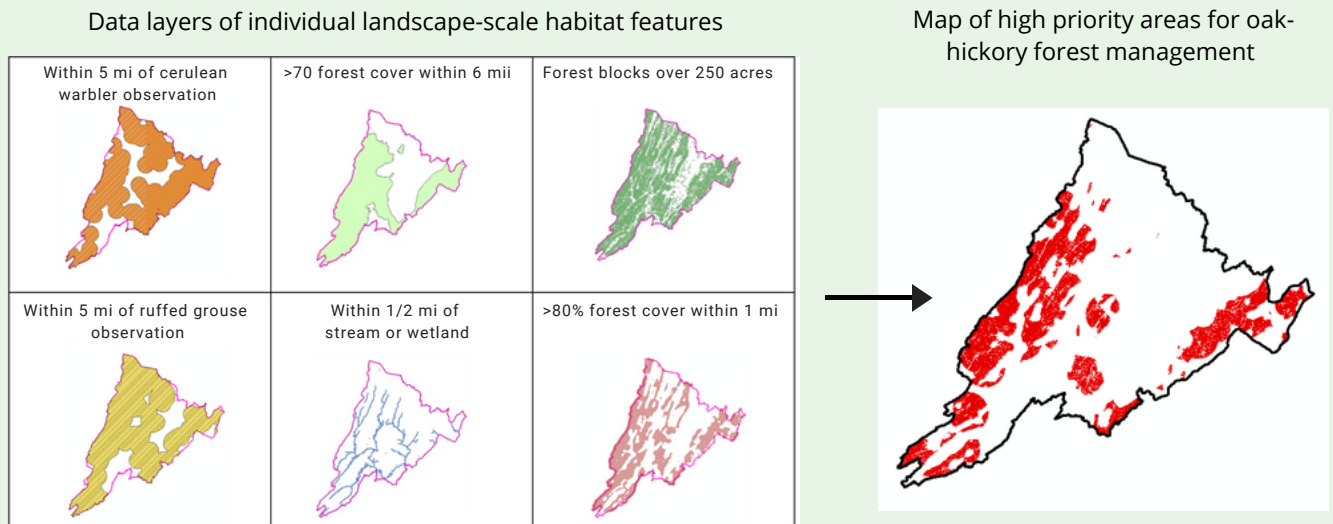 Data layers of individual landscape-scale habitat features
Within 5 mi of cerulean
warbler observation
>70 forest cover within 6 mii
Forest blocks over 250 acres
Within 5 mi of ruffed grouse
observation
Within 1/2 mi of
stream or wetland
>80% forest cover within 1 mi
Map of high priority areas for oak-
hickory forest management